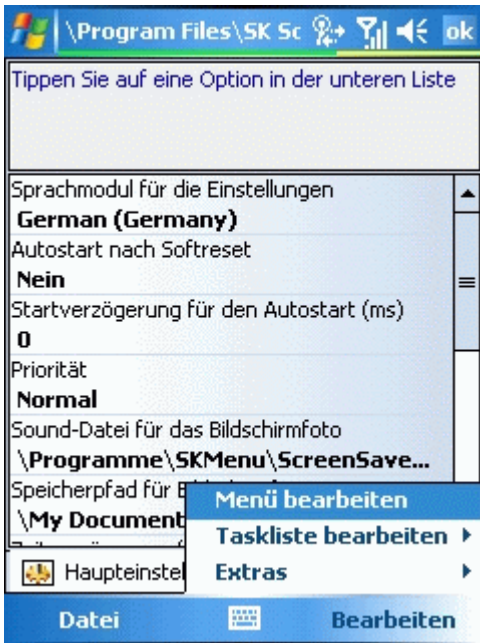 \Program Files\SK Sc
ok
Tippen Sie auf eine Option in der unteren Liste
Sprachmodul für die Einstellungen
German (Germany)
Autostart nach Softreset
Nein
Startverzögerung für den Autostart (ms)
0
Priorität
Normal
Sound-Datei für das Bildschirmfoto
\Programme\SKMenu\ScreenSave...
Speicherpfad für
\My Document
Menü bearbeiten
Taskliste bearbeiten
Extras
Haupteinstel
Datei
Bearbeiten